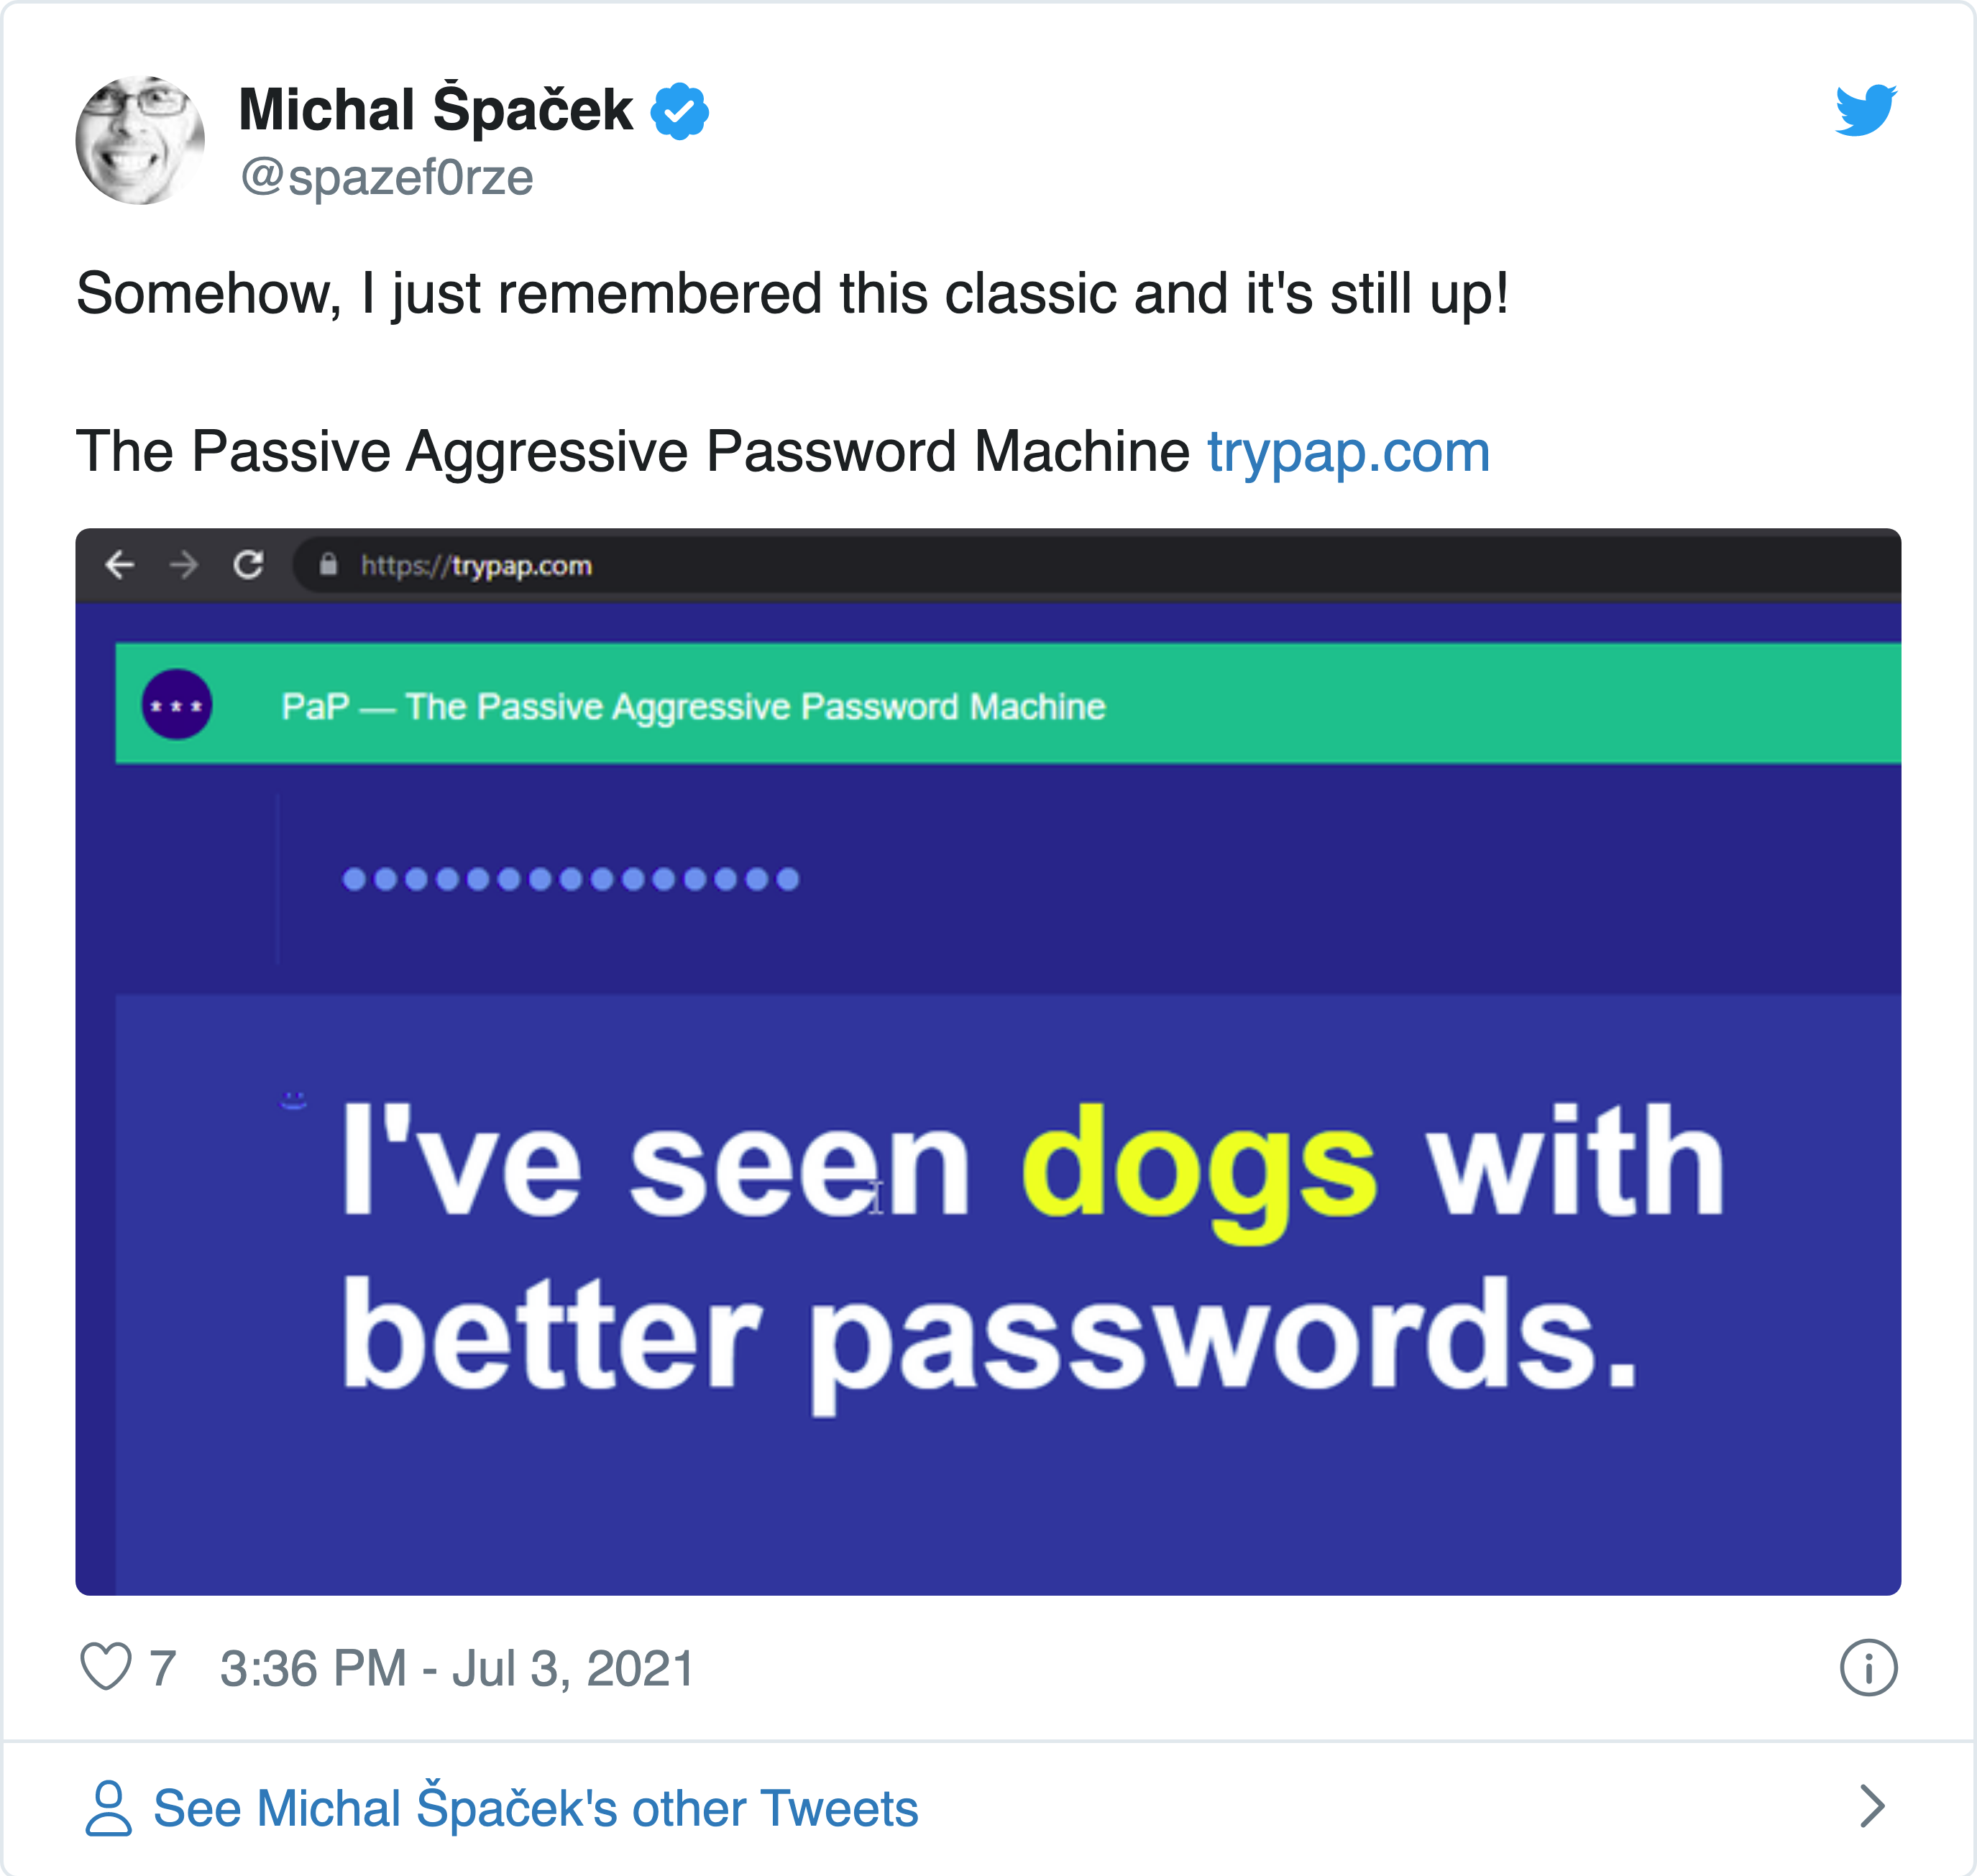 Michal Špaček
@spazef0rze
Somehow, I just remembered this classic and it's still up!
The Passive Aggressive Password Machine trypap.com
https://trypap.com
*** PaP — The Passive Aggressive Password Machine
●●●●●●●●●●●●●●●
I've seen dogs with
better passwords.
7 3:36 PM - Jul 3, 2021
See Michal Špaček's other Tweets